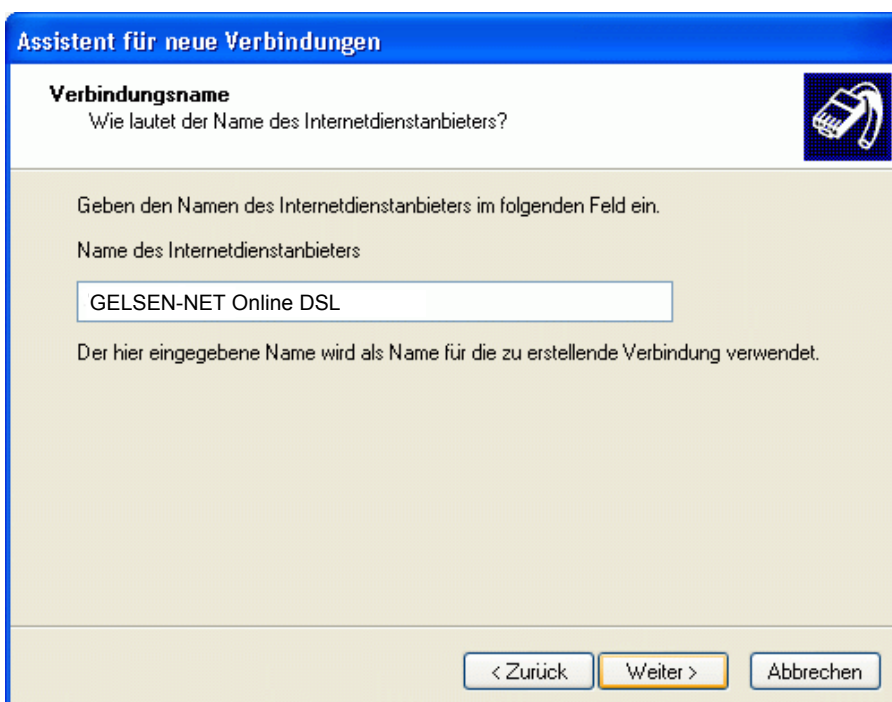 Assistent für neue Verbindungen
Verbindungsname
Wie lautet der Name des Internetdienstanbieters?
Geben den Namen des Internetdienstanbieters im folgenden Feld ein.
Name des Internetdienstanbieters
GELSEN-NET Online DSL
Der hier eingegebene Name wird als Name für die zu erstellende Verbindung verwendet.
< Zurück Weiter > Abbrechen